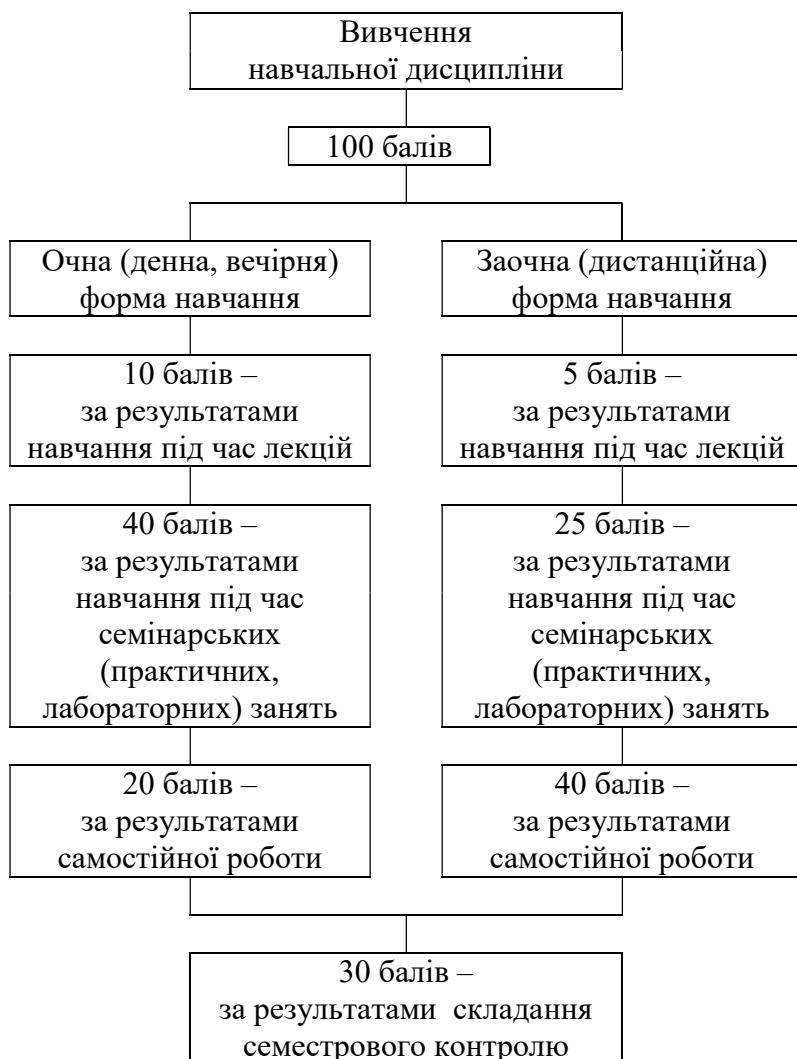 Вивчення
навчальної дисципліни
100 балів
Очна (денна, вечірня)
форма навчання
10 балів –
за результатами
навчання під час лекцій
40 балів –
за результатами
навчання під час
семінарських
(практичних,
лабораторних) занять
20 балів –
за результатами
самостійної роботи
Заочна (дистанційна)
форма навчання
5 балів –
за результатами
навчання під час лекцій
25 балів –
за результатами
навчання під час
семінарських
(практичних,
лабораторних) занять
40 балів –
за результатами
самостійної роботи
30 балів –
за результатами складання
семестрового контролю